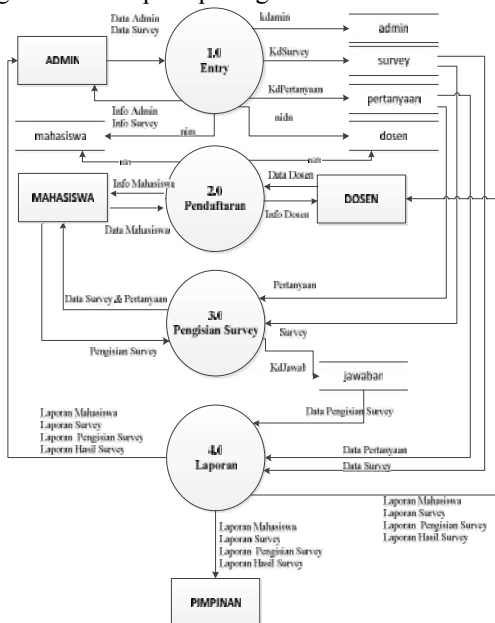 Data Admin
Data Survey
kdamin
admin
1.0
Entry
ADMIN
KdSurvey
survey
KdPertanyaan
pertanyaan
Info Admin
Info Survey
nim
nidn
mahasiswa
dosen
nim
nidn
Info Mahasiswa
MAHASISWA
Data Mahasiswa
2.0
Pendaftaran
Data Dosen
DOSEN
Info Dosen
Pertanyaan
Data Survey & Pertanyaan
3.0
Pengisian Survey
Survey
Pengisian Survey
KdJawab
jawaban
Data Pengisian Survey
Laporan Mahasiswa
Laporan Survey
Laporan Pengisian Survey
Laporan Hasil Survey
4.0
Laporan
Data Pertanyaan
Data Survey
Laporan Mahasiswa
Laporan Survey
Laporan Pengisian Survey
Laporan Hasil Survey
Laporan Mahasiswa
Laporan Survey
Laporan Pengisian Survey
Laporan Hasil Survey
PIMPINAN